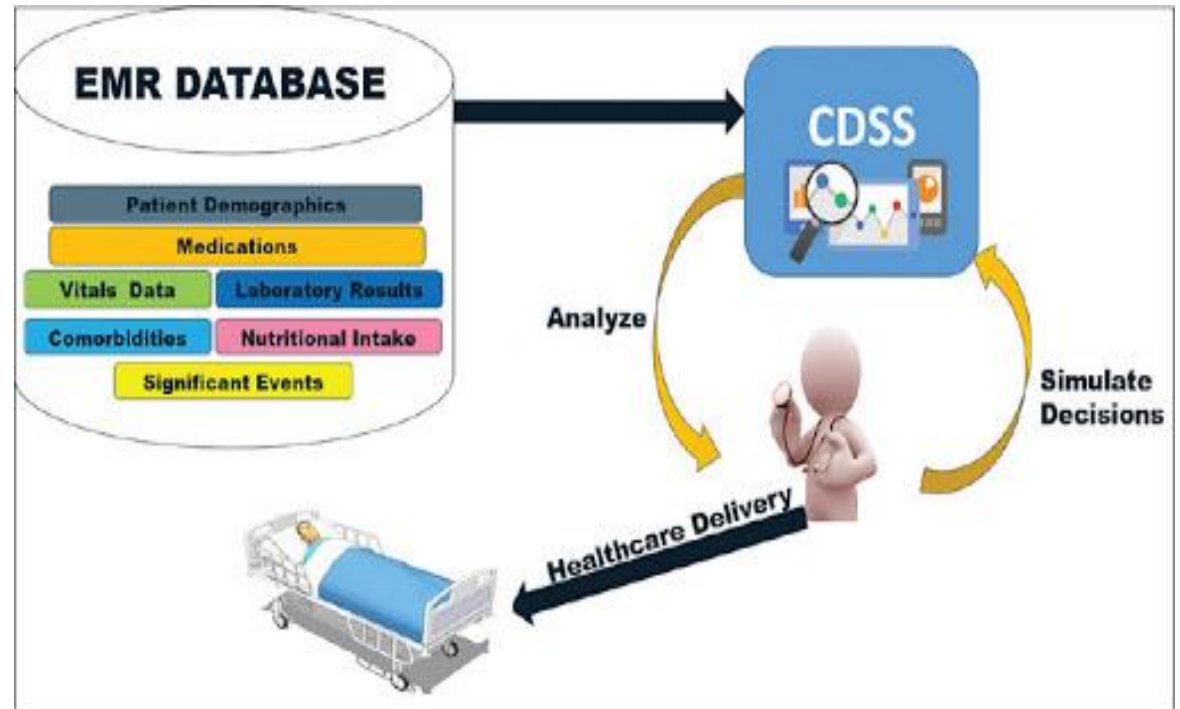 EMR DATABASE
Patient Demographics
Medications
Vitals Data
Laboratory Results
Comorbidities
Nutritional Intake
Significant Events
CDSS
Analyze
Simulate
Decisions
Healthcare Delivery